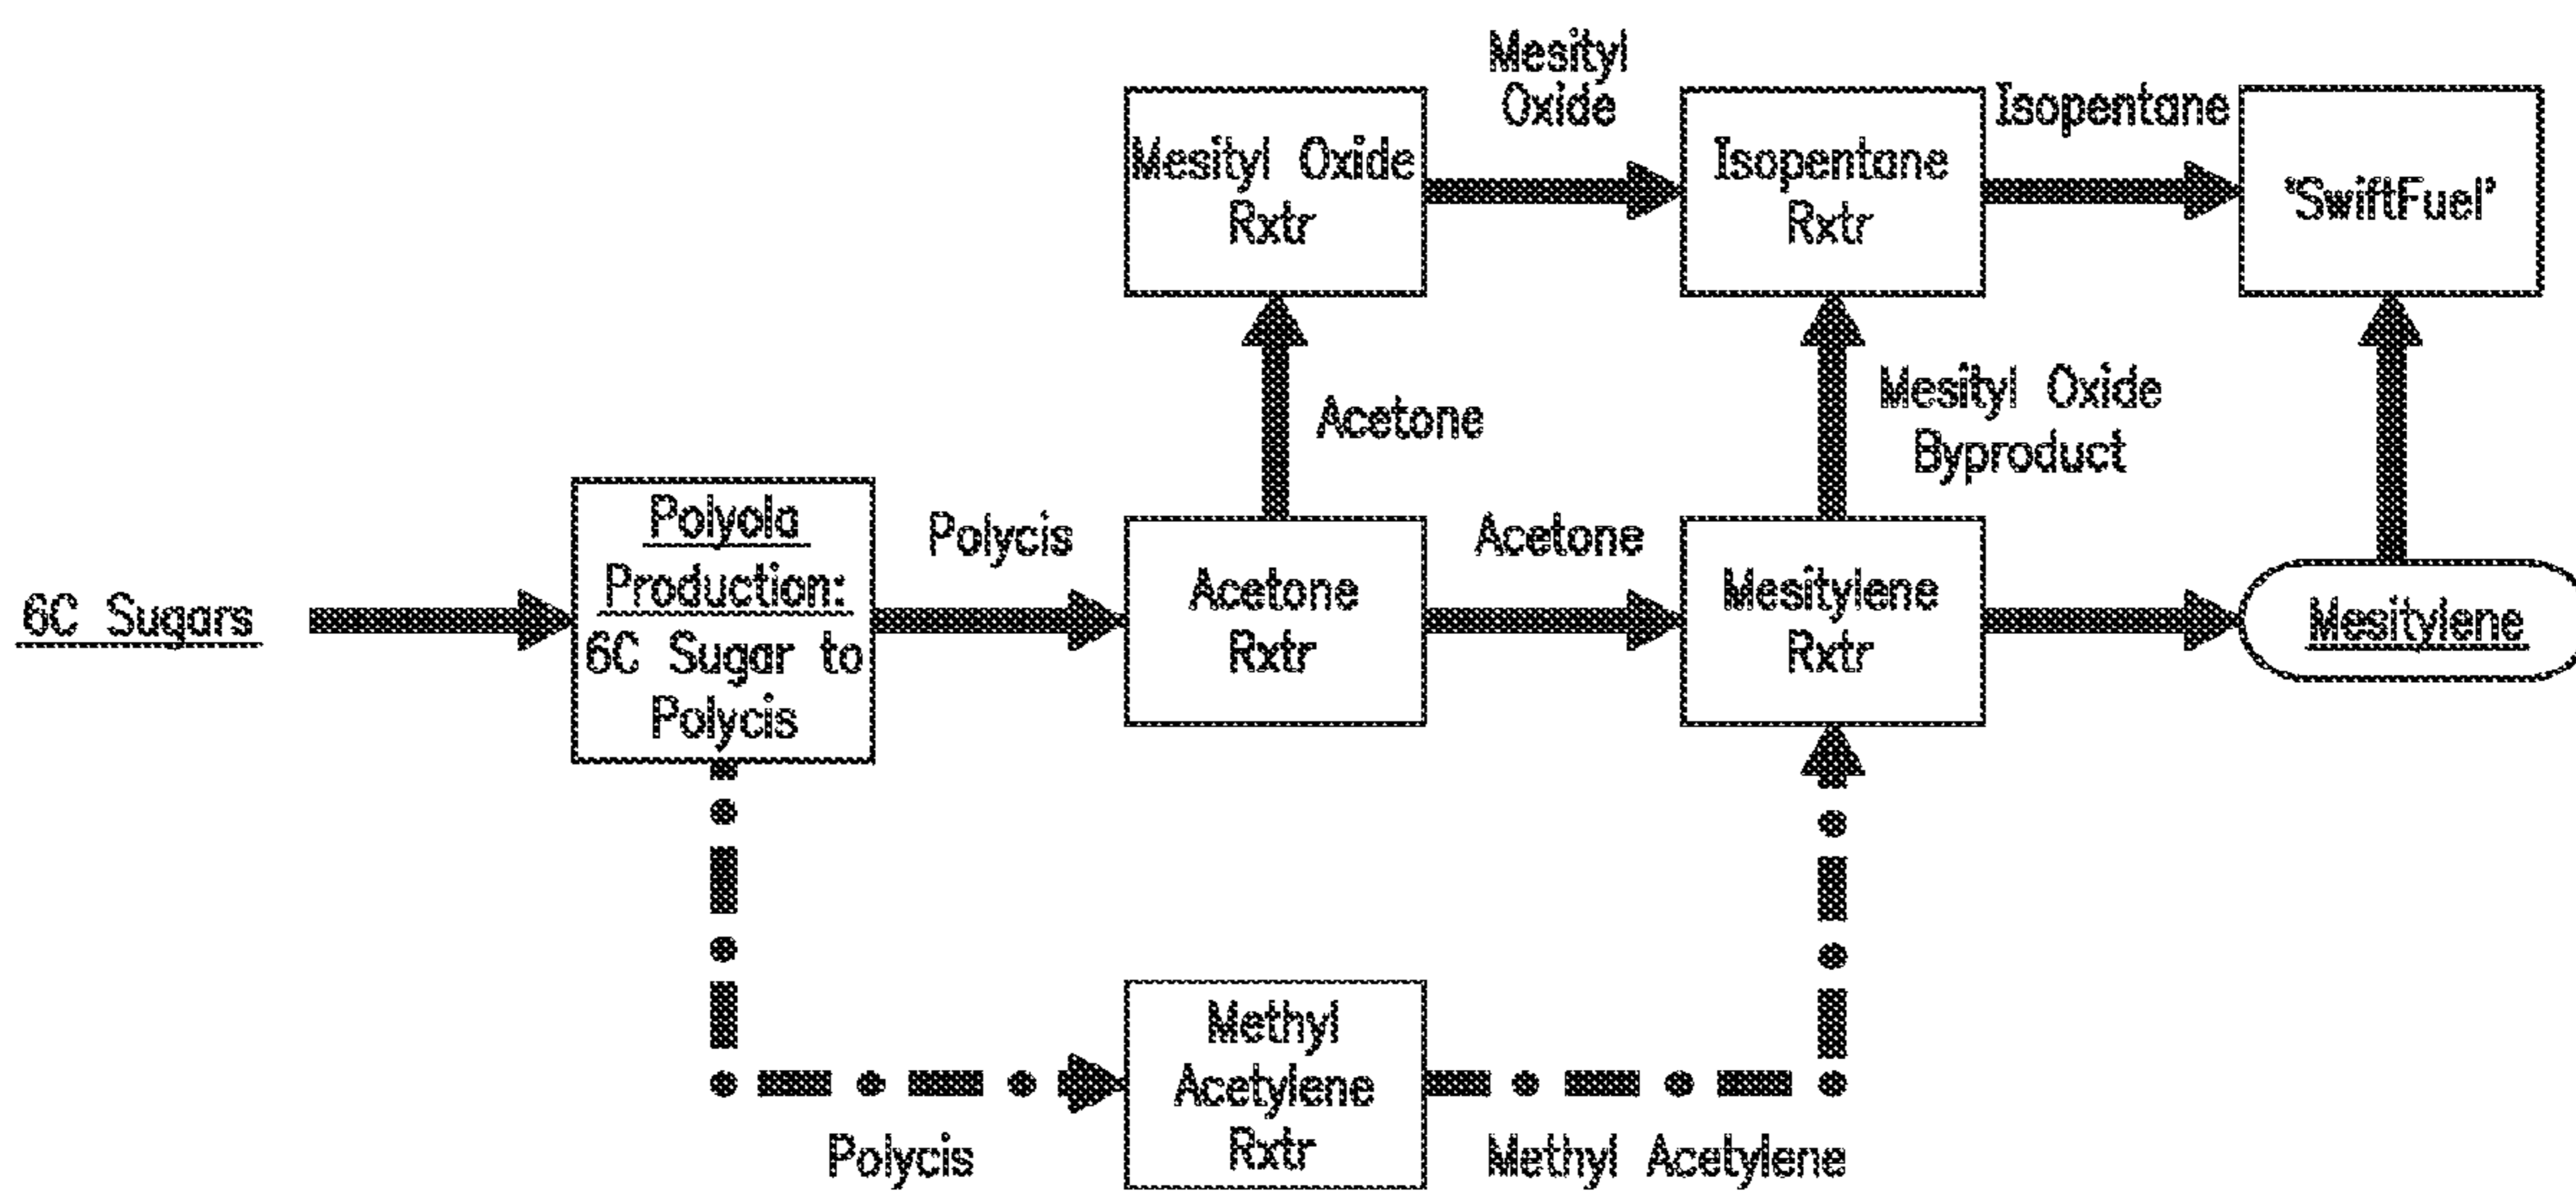 Mesityl
Oxide
Isopentane
Mesityl Oxide
Rxtr
Isopentane
Rxtr
'SwiftFuel'
Acetone
Mesityl Oxide
Byproduct
6C Sugars
Polyola
Production:
6C Sugar to
Polycis
Polycis
Acetone
Rxtr
Acetone
Mesitylene
Rxtr
Mesitylene
Polycis
Methyl
Acetylene
Rxtr
Methyl Acetylene